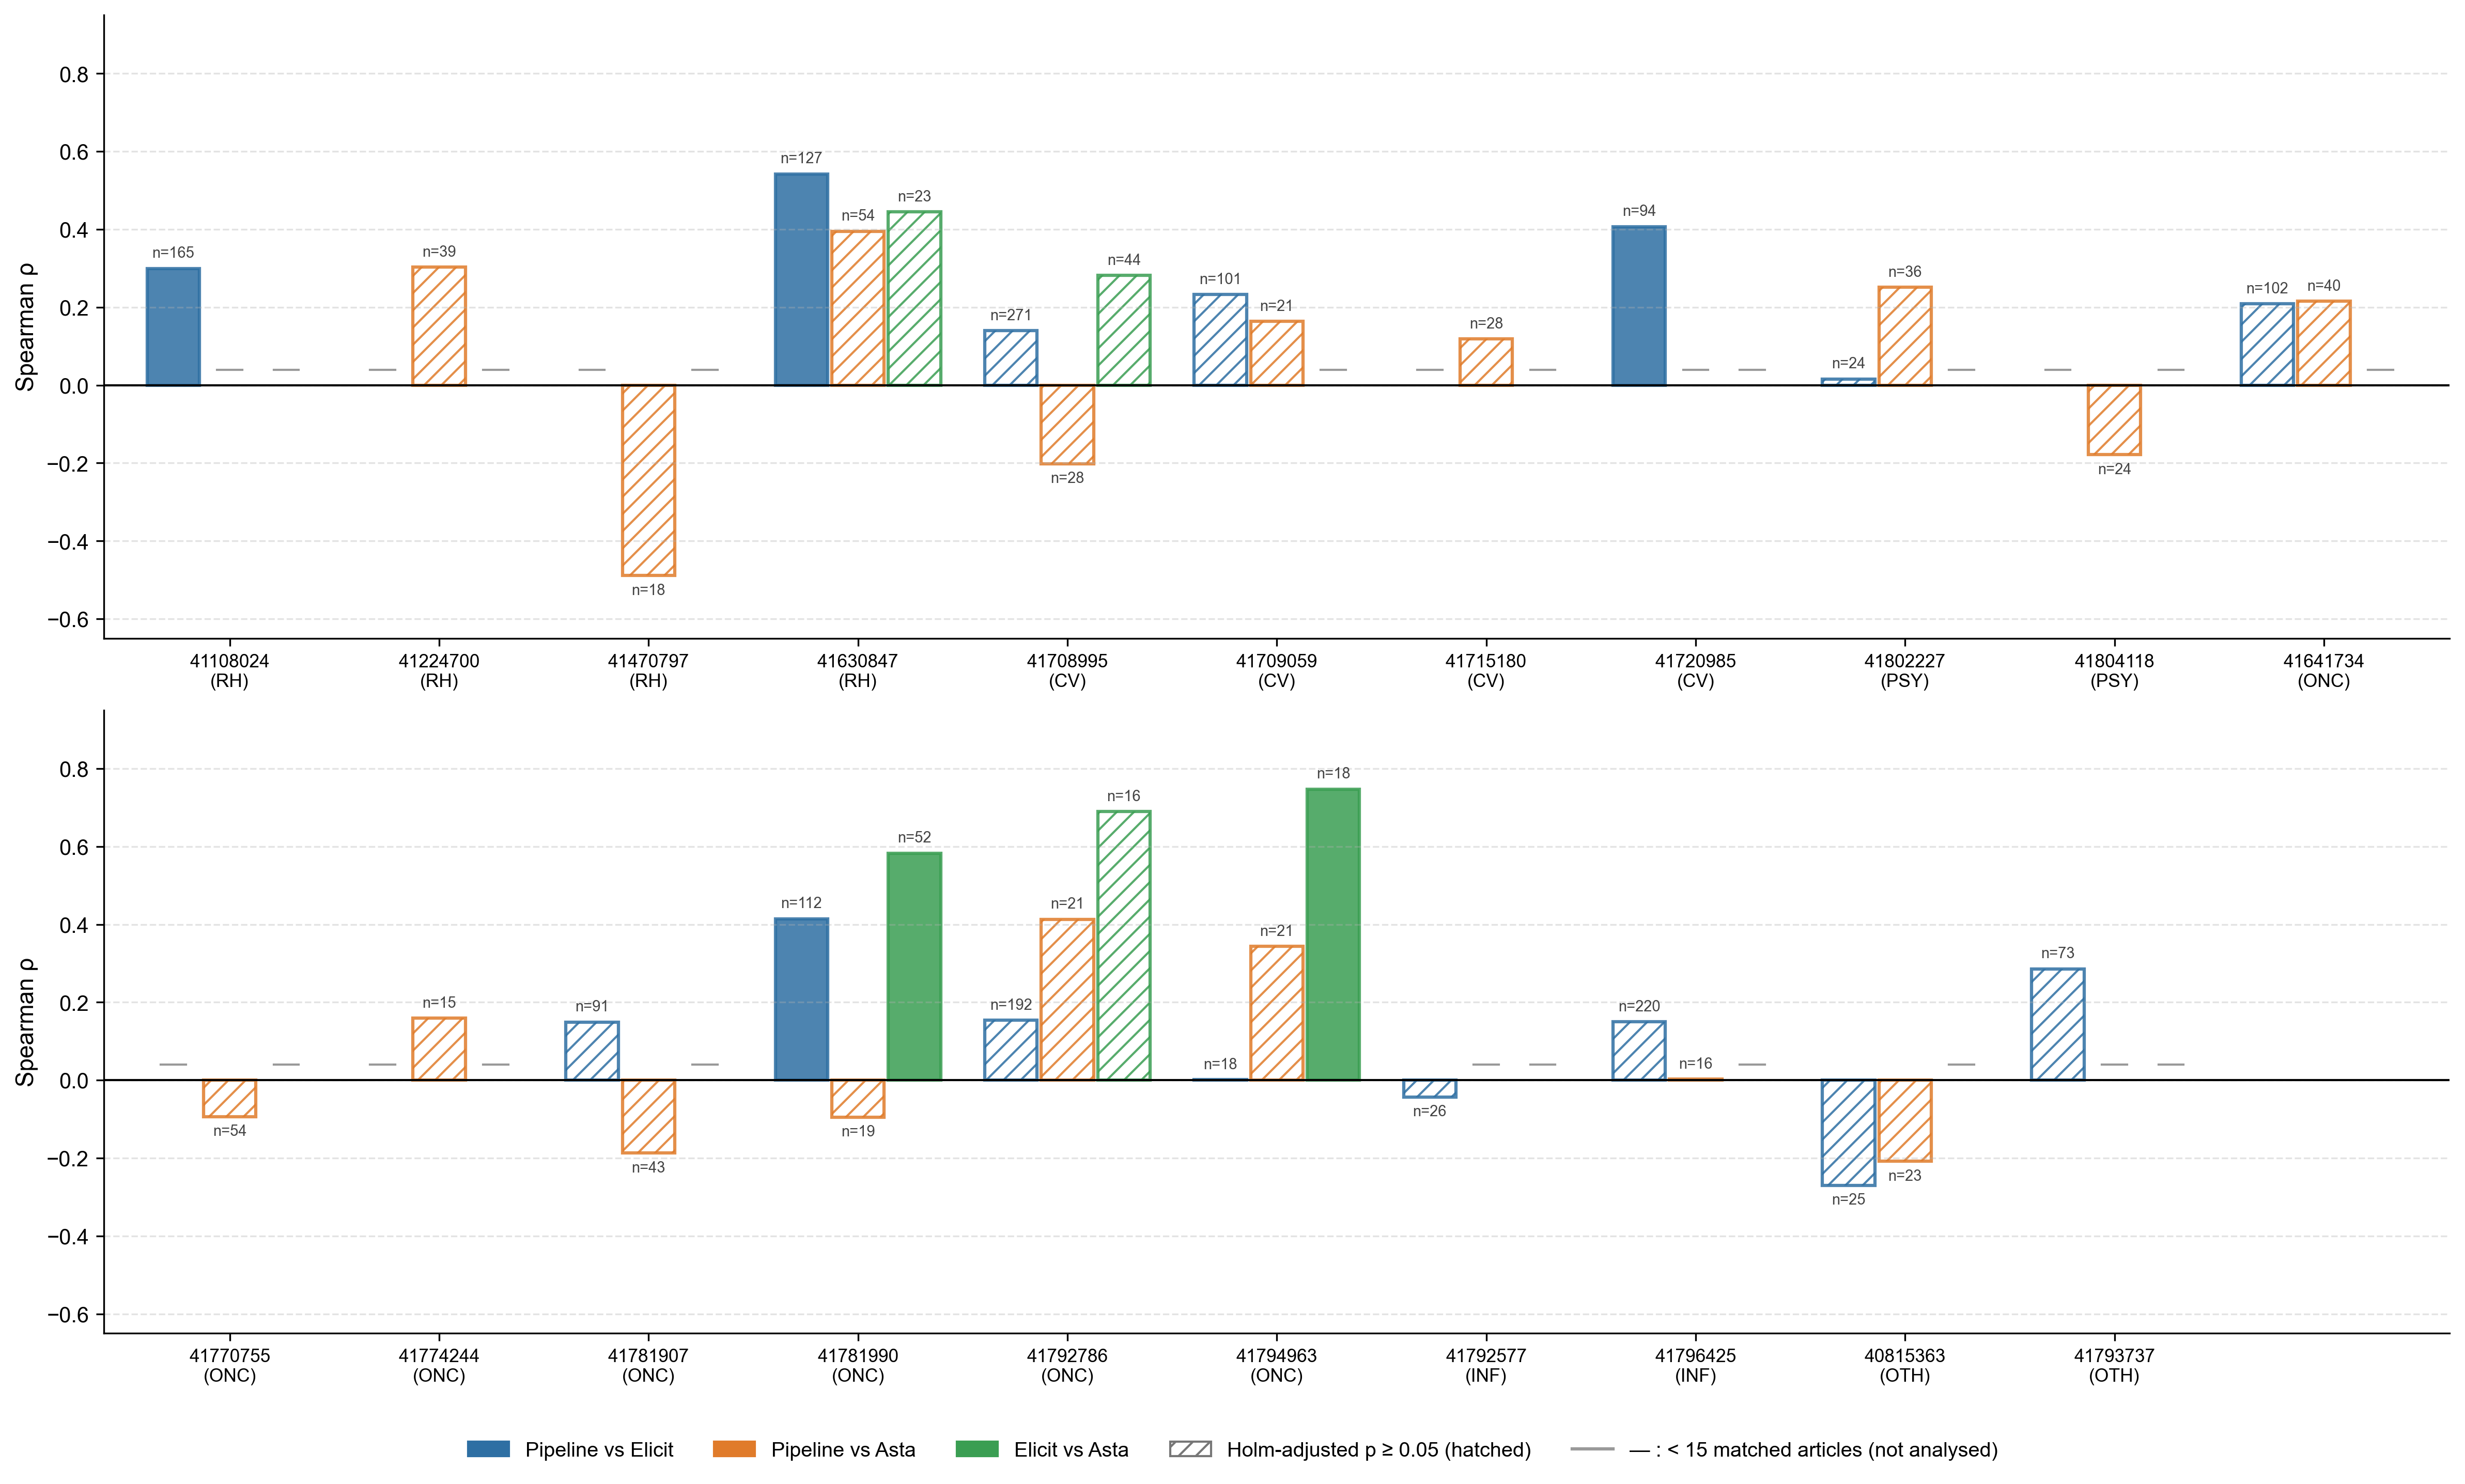 Spearman ρ
0.8
0.6
0.4
0.2
0.0
−0.2
−0.4
−0.6
n=165
n=39
n=18
n=127
n=54
n=23
n=271
n=28
n=44
n=101
n=21
n=28
n=94
n=24
n=36
n=24
n=102
n=40
41108024
(RH)
41224700
(RH)
41470797
(RH)
41630847
(RH)
41708995
(CV)
41709059
(CV)
41715180
(CV)
41720985
(CV)
41802227
(PSY)
41804118
(PSY)
41641734
(ONC)
Spearman ρ
0.8
0.6
0.4
0.2
0.0
−0.2
−0.4
−0.6
n=54
n=15
n=91
n=43
n=112
n=19
n=52
n=192
n=21
n=16
n=18
n=21
n=18
n=26
n=220
n=16
n=25
n=23
n=73
41770755
(ONC)
41774244
(ONC)
41781907
(ONC)
41781990
(ONC)
41792786
(ONC)
41794963
(ONC)
41792577
(INF)
41796425
(INF)
40815363
(OTH)
41793737
(OTH)
Pipeline vs Elicit
Pipeline vs Asta
Elicit vs Asta
Holm-adjusted p ≥ 0.05 (hatched)
— : < 15 matched articles (not analysed)